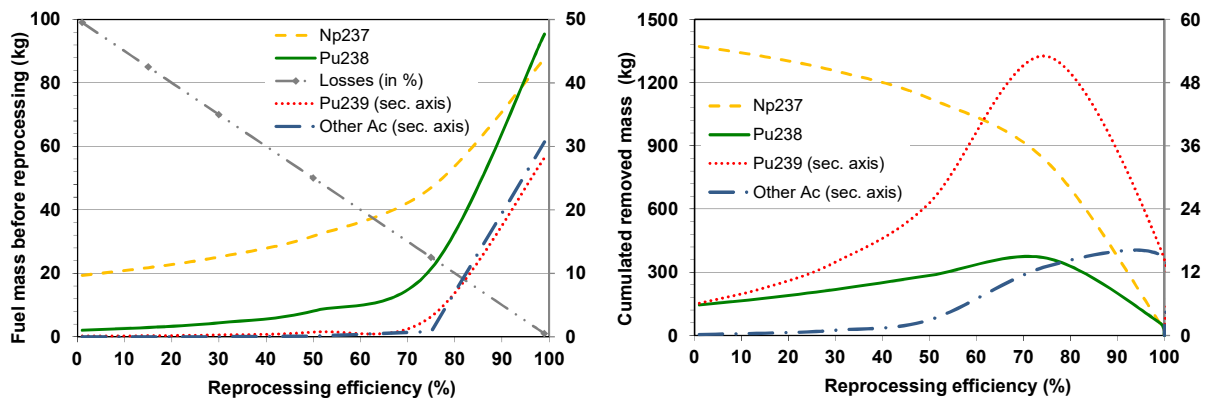 Fuel mass before reprocessing (kg)
100
80
60
40
20
0
50
40
30
20
10
0
Np237
Pu238
Losses (in %)
Pu239 (sec. axis)
Other Ac (sec. axis)
0 10 20 30 40 50 60 70 80 90 100
Reprocessing efficiency (%)
Cumulated removed mass (kg)
1500
1200
900
600
300
0
60
48
36
24
12
0
Np237
Pu238
Pu239 (sec. axis)
Other Ac (sec. axis)
0 10 20 30 40 50 60 70 80 90 100
Reprocessing efficiency (%)